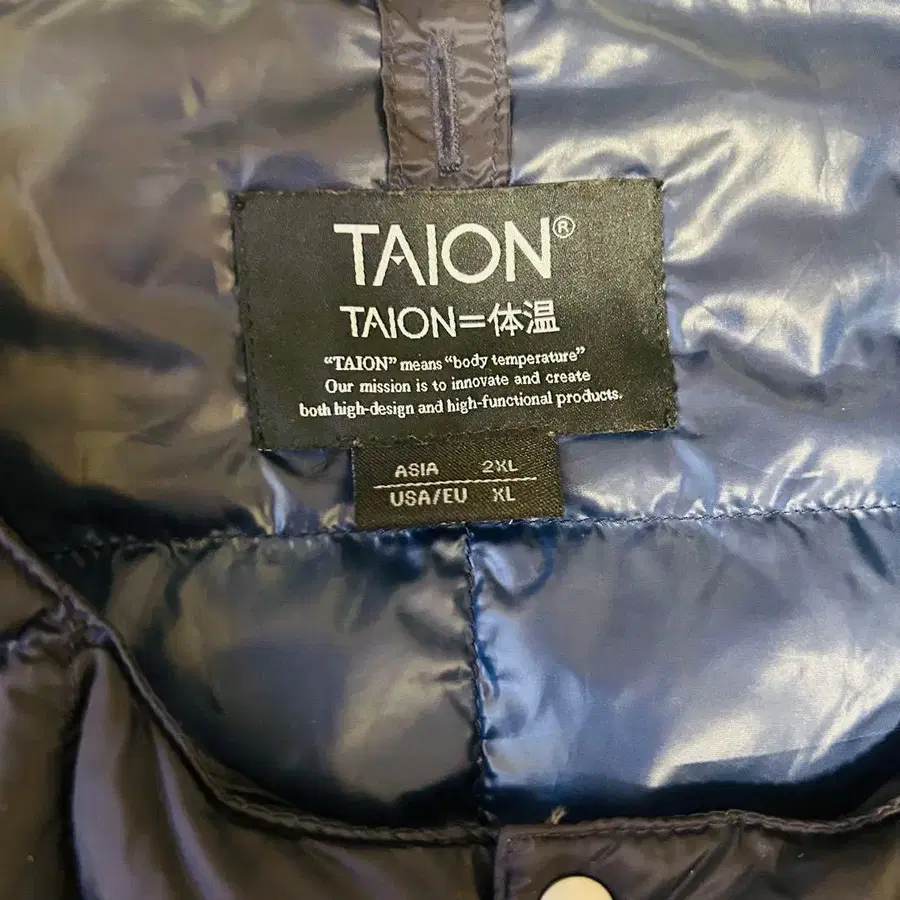 TAION®
TAION=体温
“TAION” means “body temperature”
Our mission is to innovate and create
both high-design and high-functional products.
ASIA 2XL
USA/EU XL